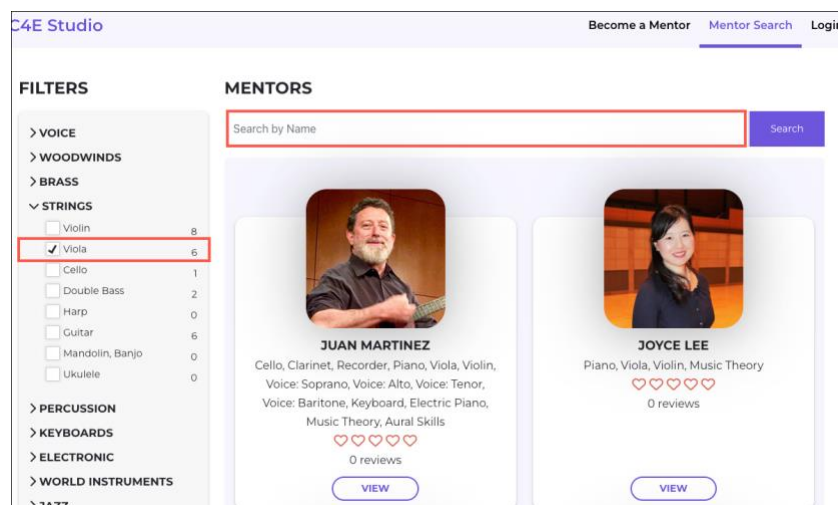 C4E Studio
Become a Mentor
Mentor Search
Login
FILTERS
VOICE
WOODWINDS
BRASS
STRINGS
Violin 8
Viola 6
Cello 1
Double Bass 2
Harp 0
Guitar 6
Mandolin, Banjo 0
Ukulele 0
PERCUSSION
KEYBOARDS
ELECTRONIC
WORLD INSTRUMENTS
JAZZ
MENTORS
Search by Name
Search
JUAN MARTINEZ
Cello, Clarinet, Recorder, Piano, Viola, Violin,
Voice: Soprano, Voice: Alto, Voice: Tenor,
Voice: Baritone, Keyboard, Electric Piano,
Music Theory, Aural Skills
0 reviews
VIEW
JOYCE LEE
Piano, Viola, Violin, Music Theory
0 reviews
VIEW